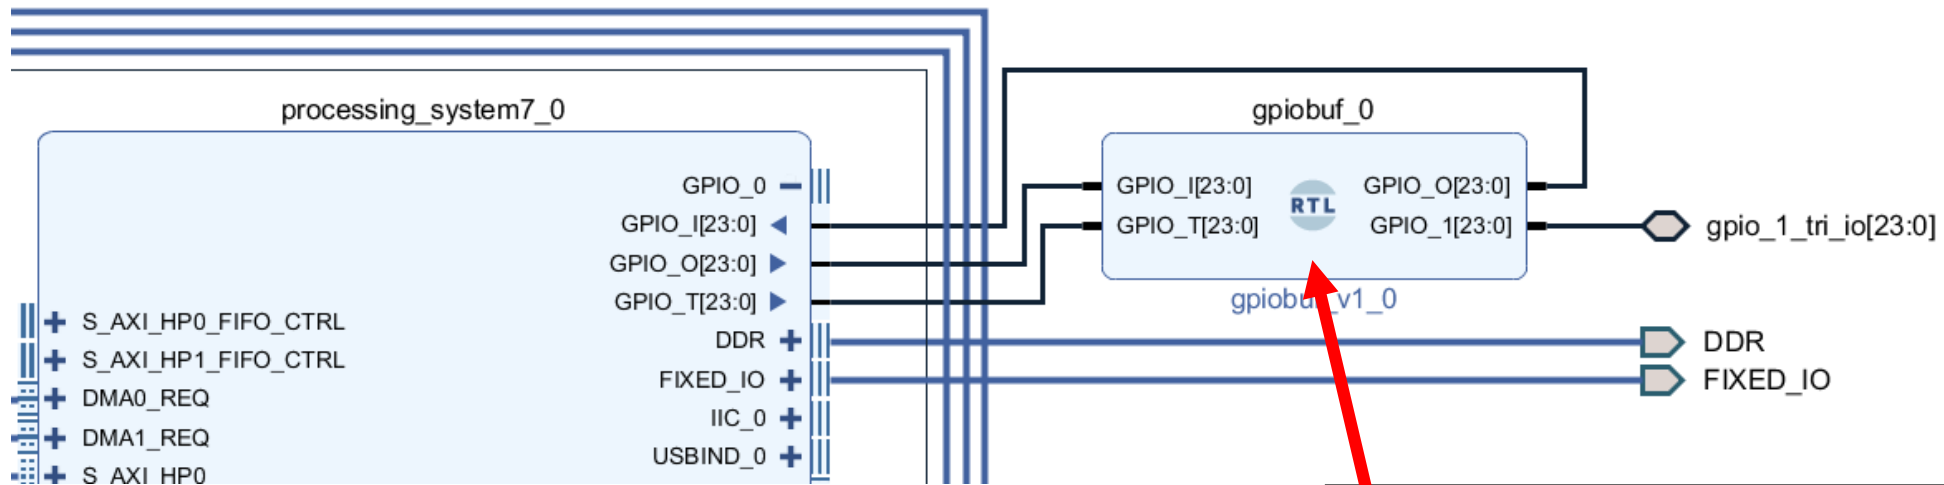 processing_system7_0
GPIO_0
GPIO_I[23:0]
GPIO_O[23:0]
GPIO_T[23:0]
S_AXI_HP0_FIFO_CTRL
DDR
S_AXI_HP1_FIFO_CTRL
FIXED_IO
DMA0_REQ
IIC_0
DMA1_REQ
USBIND_0
S_AXI_HP0
gpiobuf_0
GPIO_I[23:0]
GPIO_T[23:0]
RTL
GPIO_O[23:0]
GPIO_1[23:0]
gpiobuf_v1_0
gpio_1_tri_io[23:0]
DDR
FIXED_IO